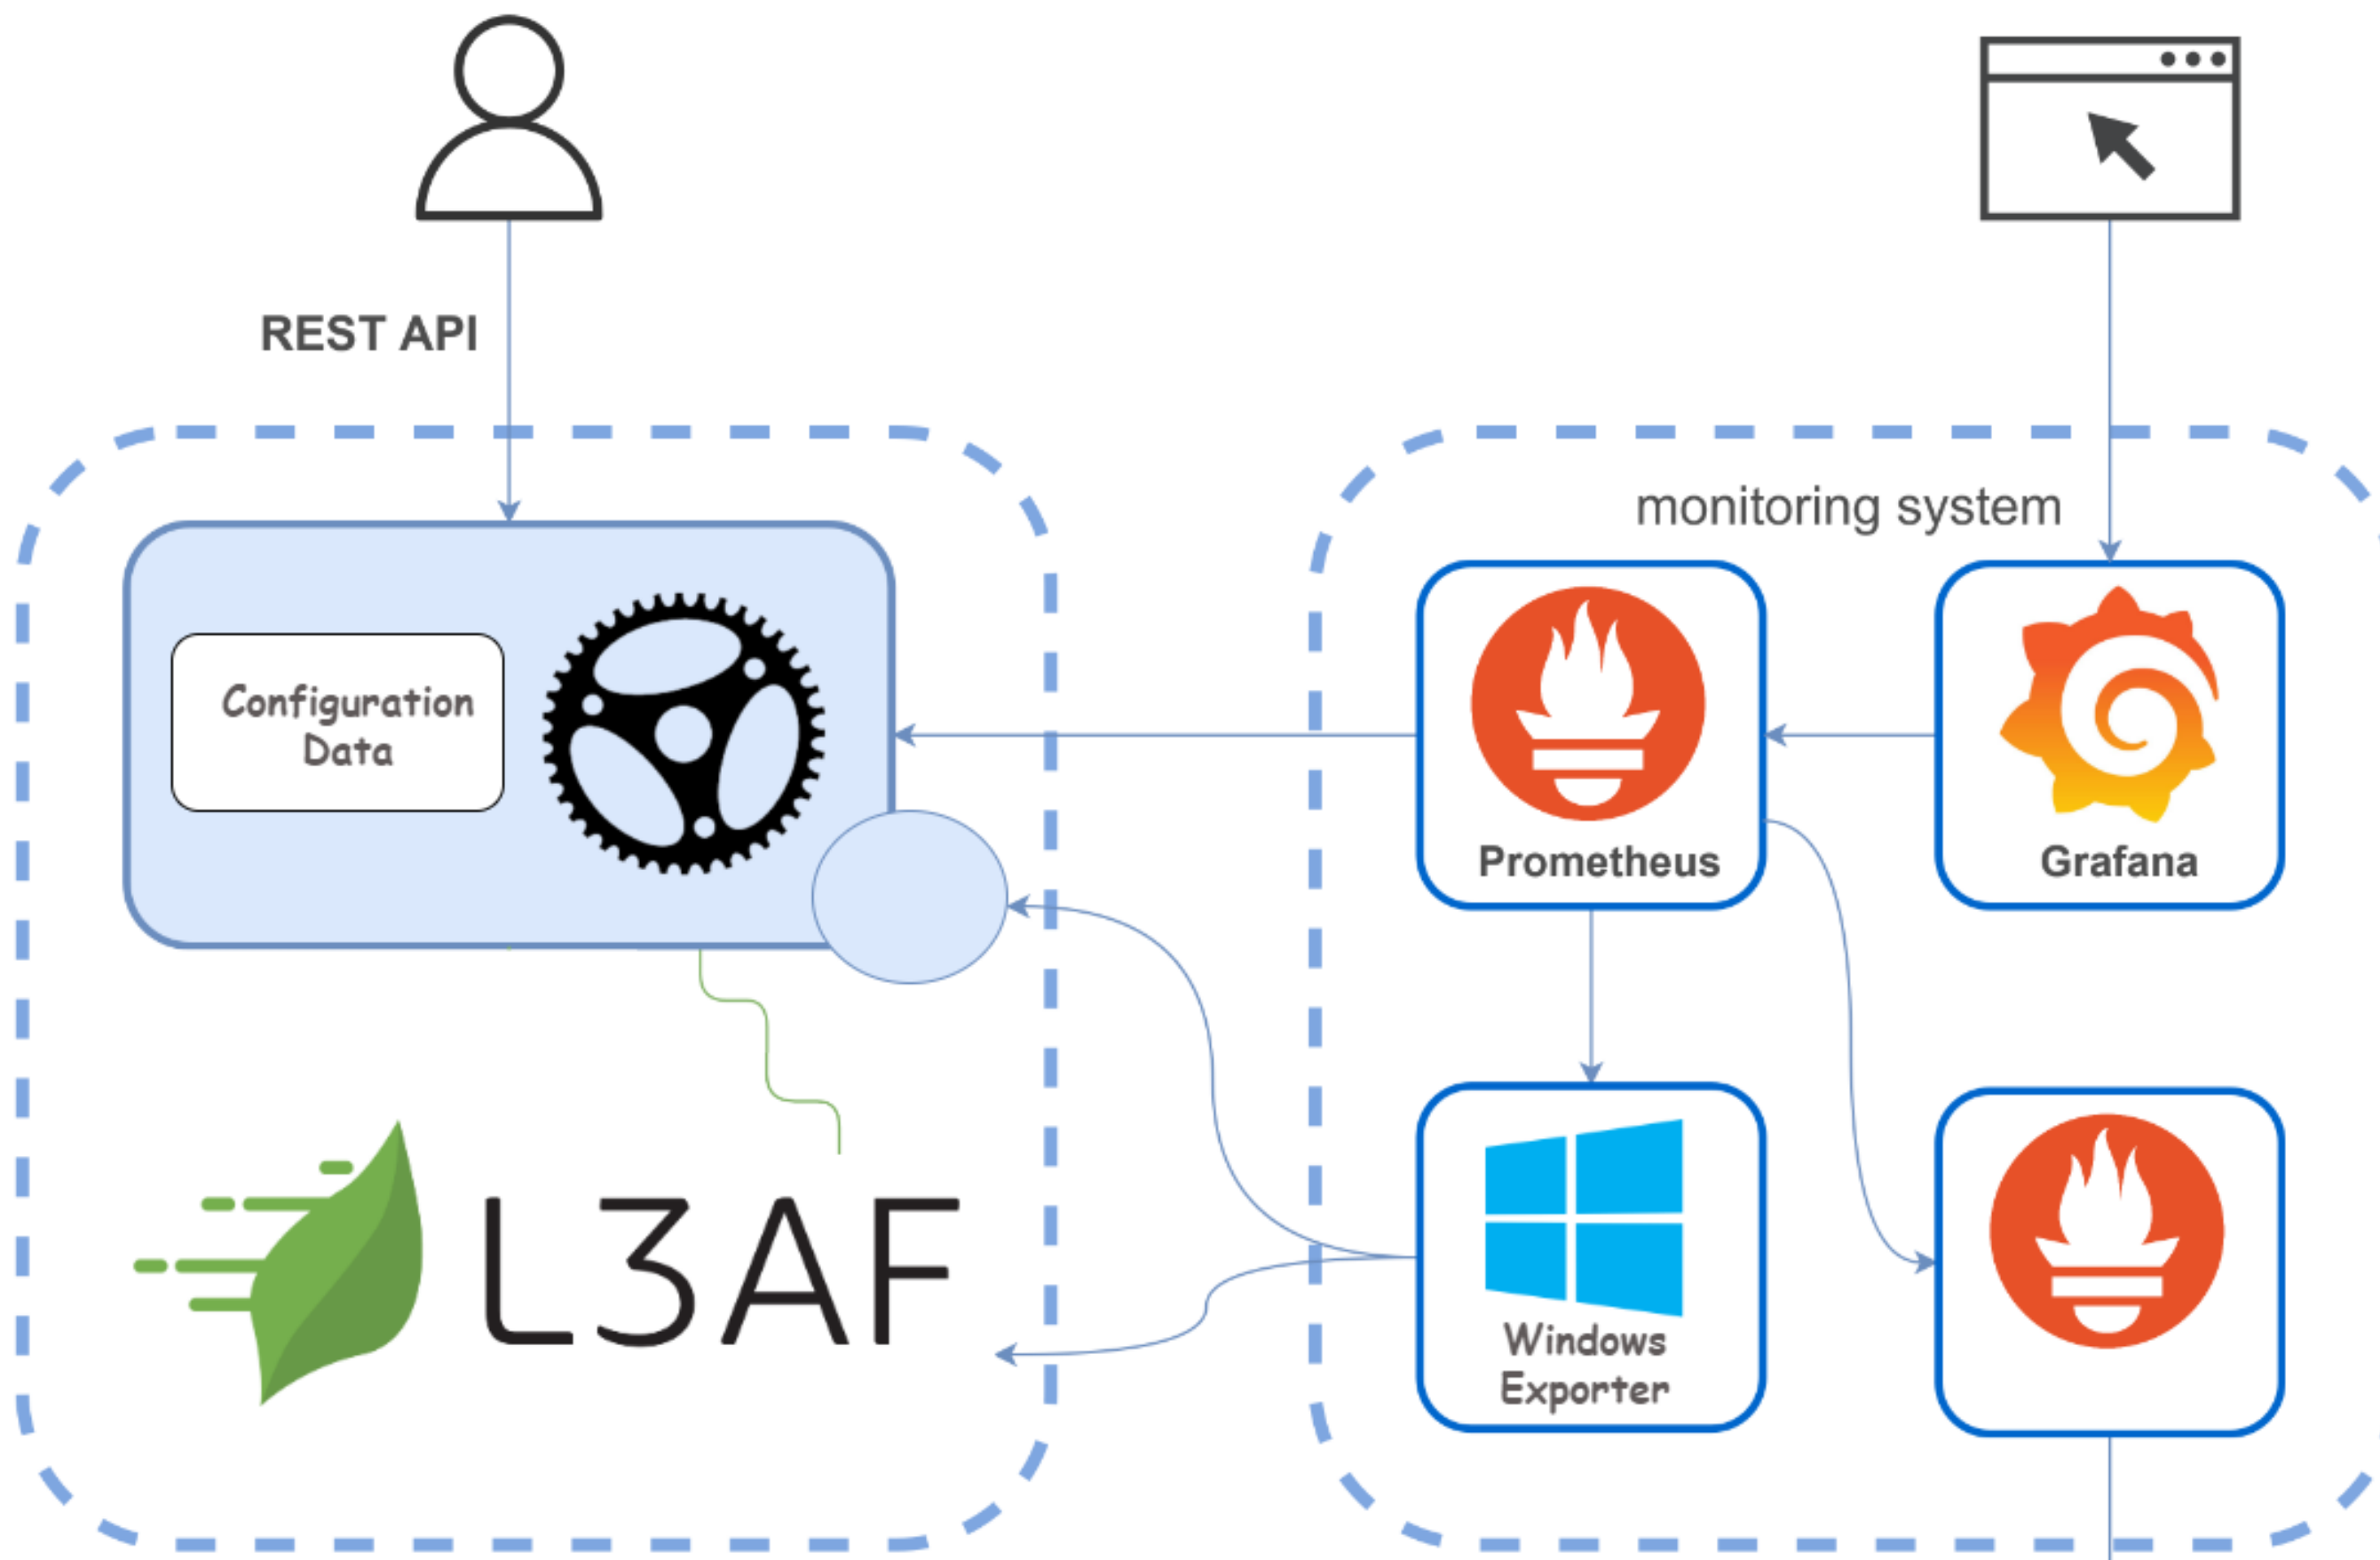 REST API
monitoring system
Configuration
Data
Prometheus
Grafana
L3AF
Windows
Exporter